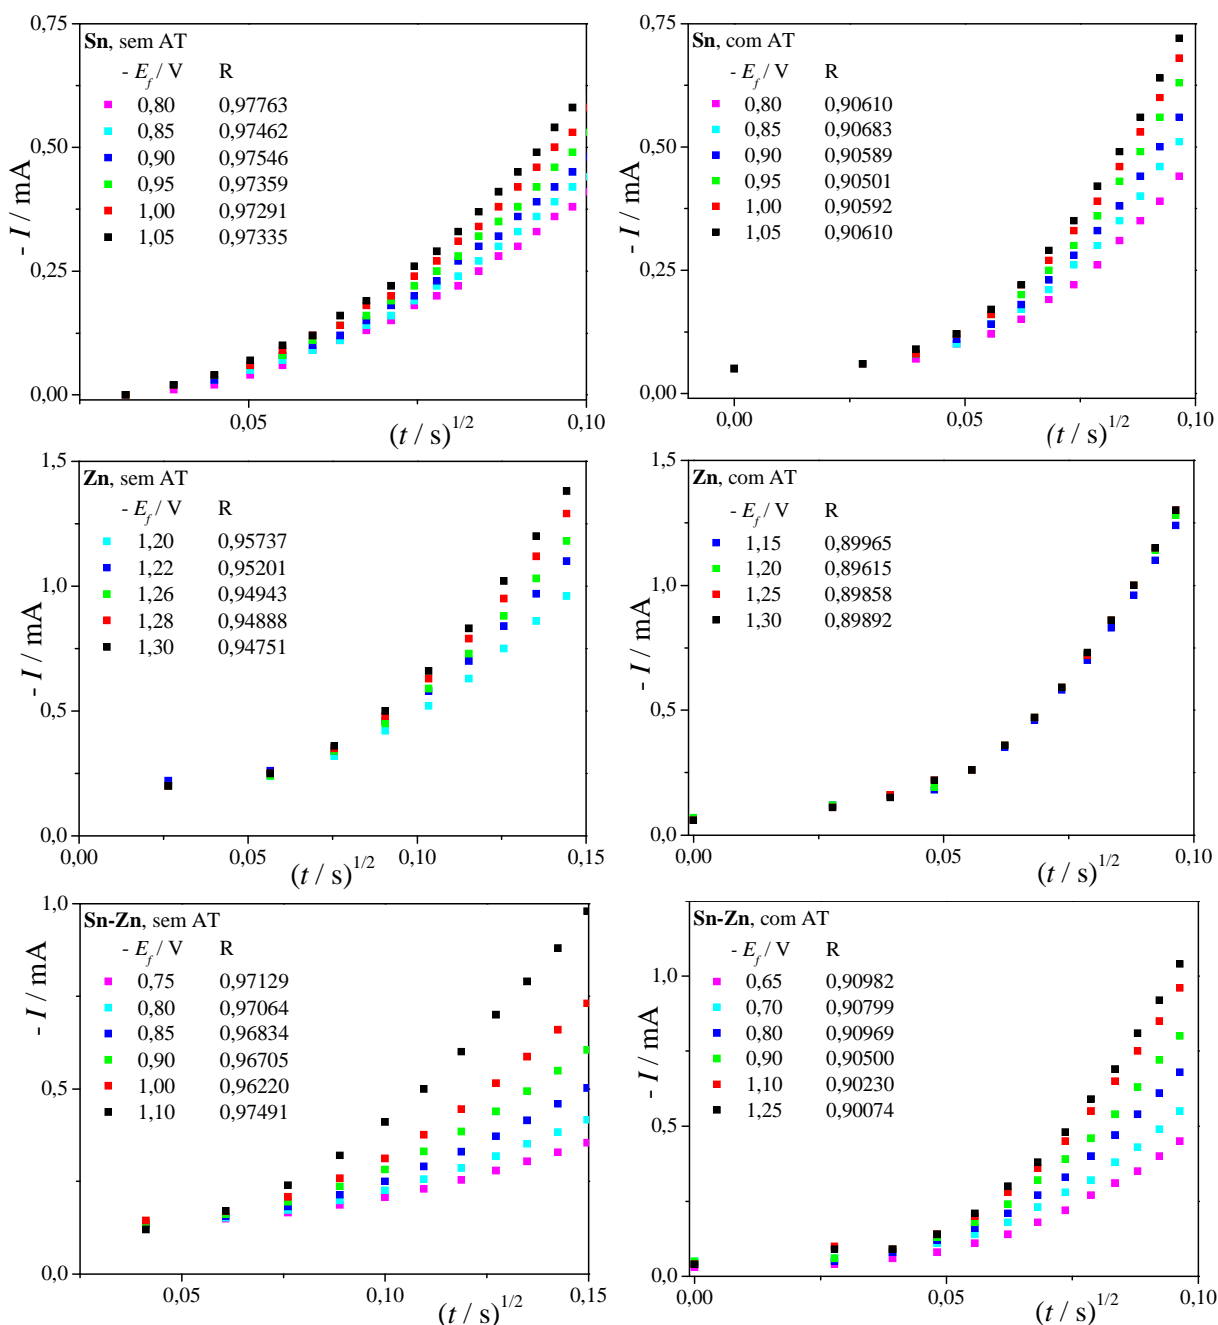 Sn, sem AT
- E_f / V R
0,80 0,97763
0,85 0,97462
0,90 0,97546
0,95 0,97359
1,00 0,97291
1,05 0,97335
0,75
0,50
0,25
0,00
- I / mA
0,05 0,10
(t / s)^1/2
Sn, com AT
- E_f / V R
0,80 0,90610
0,85 0,90683
0,90 0,90589
0,95 0,90501
1,00 0,90592
1,05 0,90610
0,75
0,50
0,25
0,00
- I / mA
0,00 0,05 0,10
(t / s)^1/2
Zn, sem AT
- E_f / V R
1,20 0,95737
1,22 0,95201
1,26 0,94943
1,28 0,94888
1,30 0,94751
1,5
1,0
0,5
0,0
- I / mA
0,00 0,05 0,10 0,15
(t / s)^1/2
Zn, com AT
- E_f / V R
1,15 0,89965
1,20 0,89615
1,25 0,89858
1,30 0,89892
1,5
1,0
0,5
0,0
- I / mA
0,00 0,05 0,10
(t / s)^1/2
Sn-Zn, sem AT
- E_f / V R
0,75 0,97129
0,80 0,97064
0,85 0,96834
0,90 0,96705
1,00 0,96220
1,10 0,97491
1,0
0,5
0,0
- I / mA
0,05 0,10 0,15
(t / s)^1/2
Sn-Zn, com AT
- E_f / V R
0,65 0,90982
0,70 0,90799
0,80 0,90969
0,90 0,90500
1,10 0,90230
1,25 0,90074
1,0
0,5
0,0
- I / mA
0,00 0,05 0,10
(t / s)^1/2